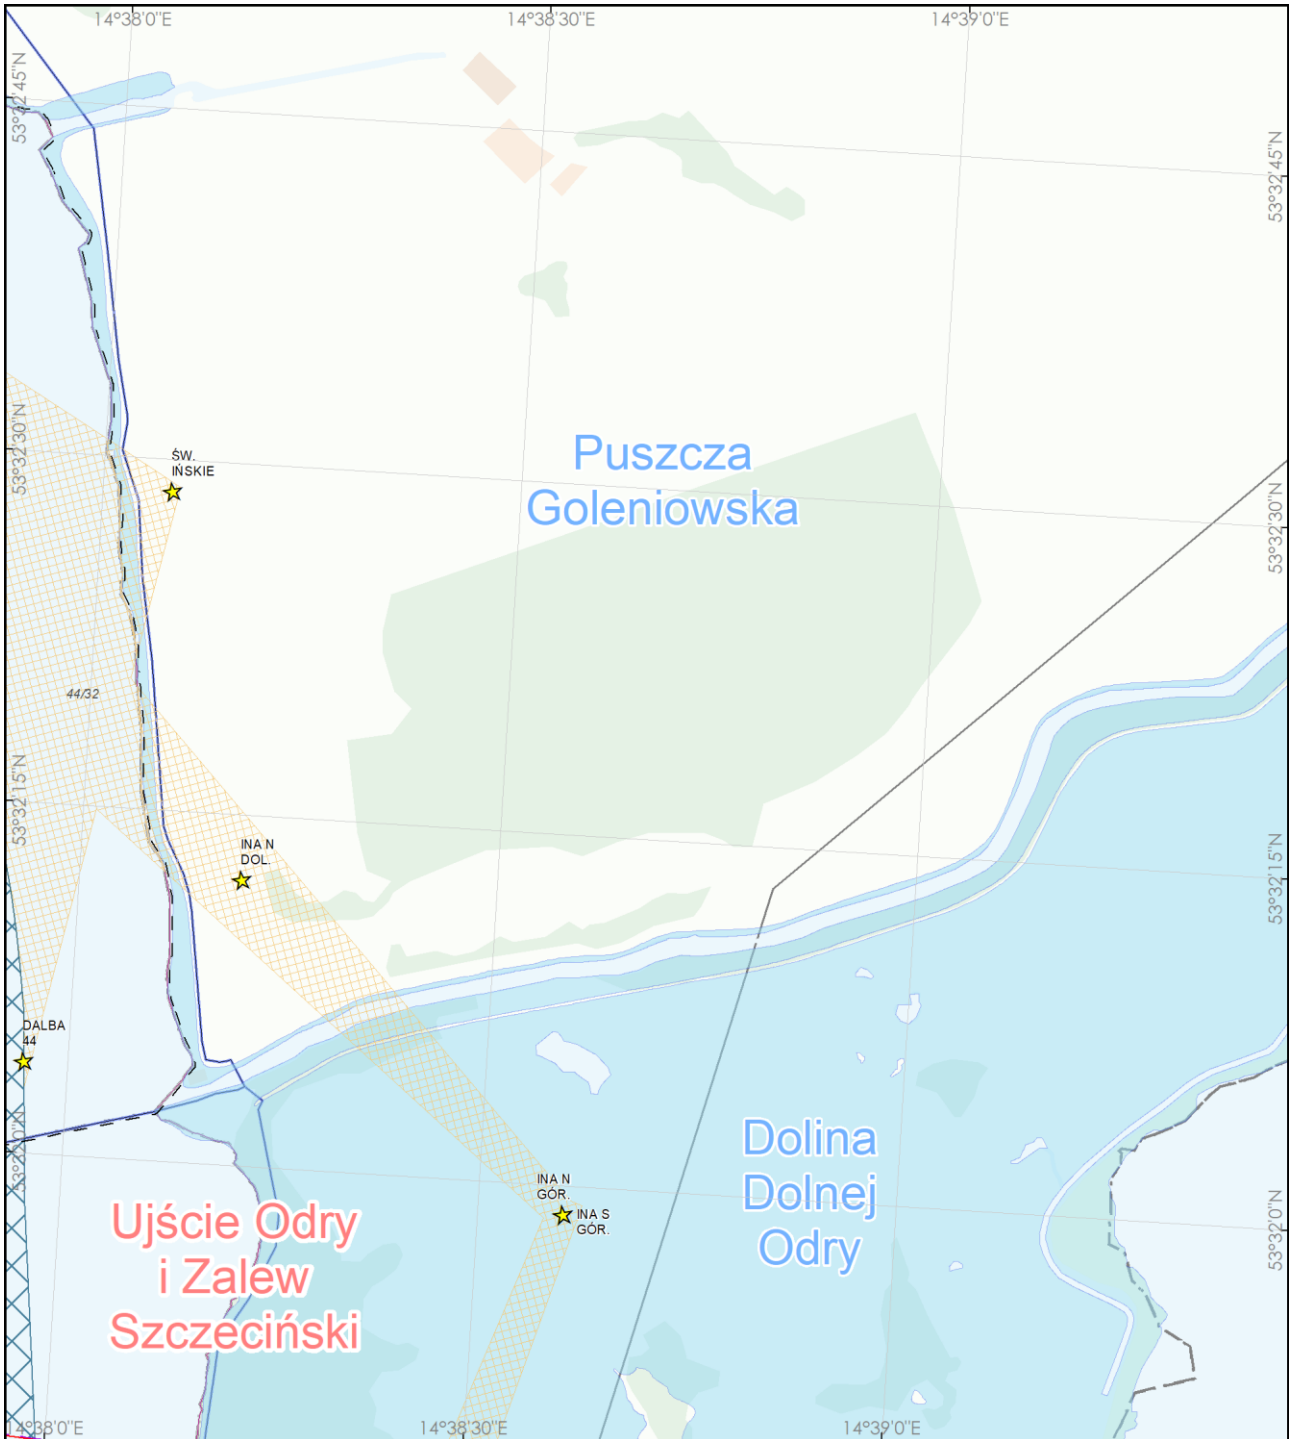 14°38'0"E
14°38'30"E
14°39'0"E
53°32'45"N
53°32'45"N
Puszcza
Goleniowska
ŚW.
IŃSKIE
53°32'30"N
53°32'30"N
44/32
53°32'15"N
INA N
DOL.
53°32'15"N
DALBA
44
53°32'0"N
Dolina
Dolnej
Odry
INA N
GÓR.
INA S
GÓR.
Ujście Odry
i Zalew
Szczeciński
53°32'0"N
14°38'0"E
14°38'30"E
14°39'0"E